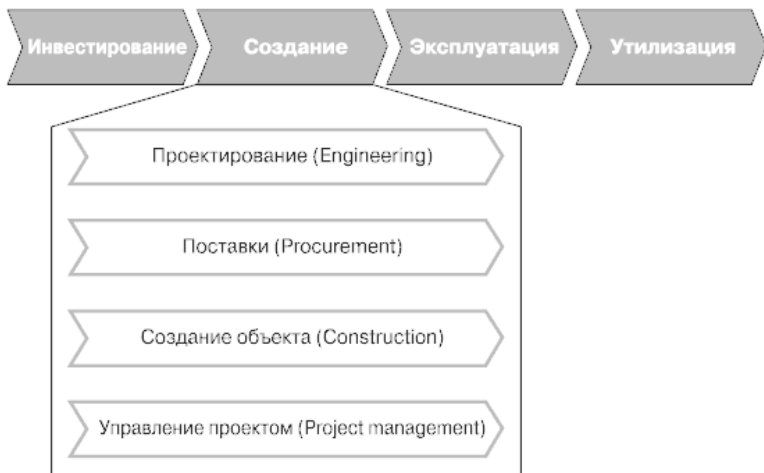 Инвестирование
Создание
Эксплуатация
Утилизация
Проектирование (Engineering)
Поставки (Procurement)
Создание объекта (Construction)
Управление проектом (Project management)